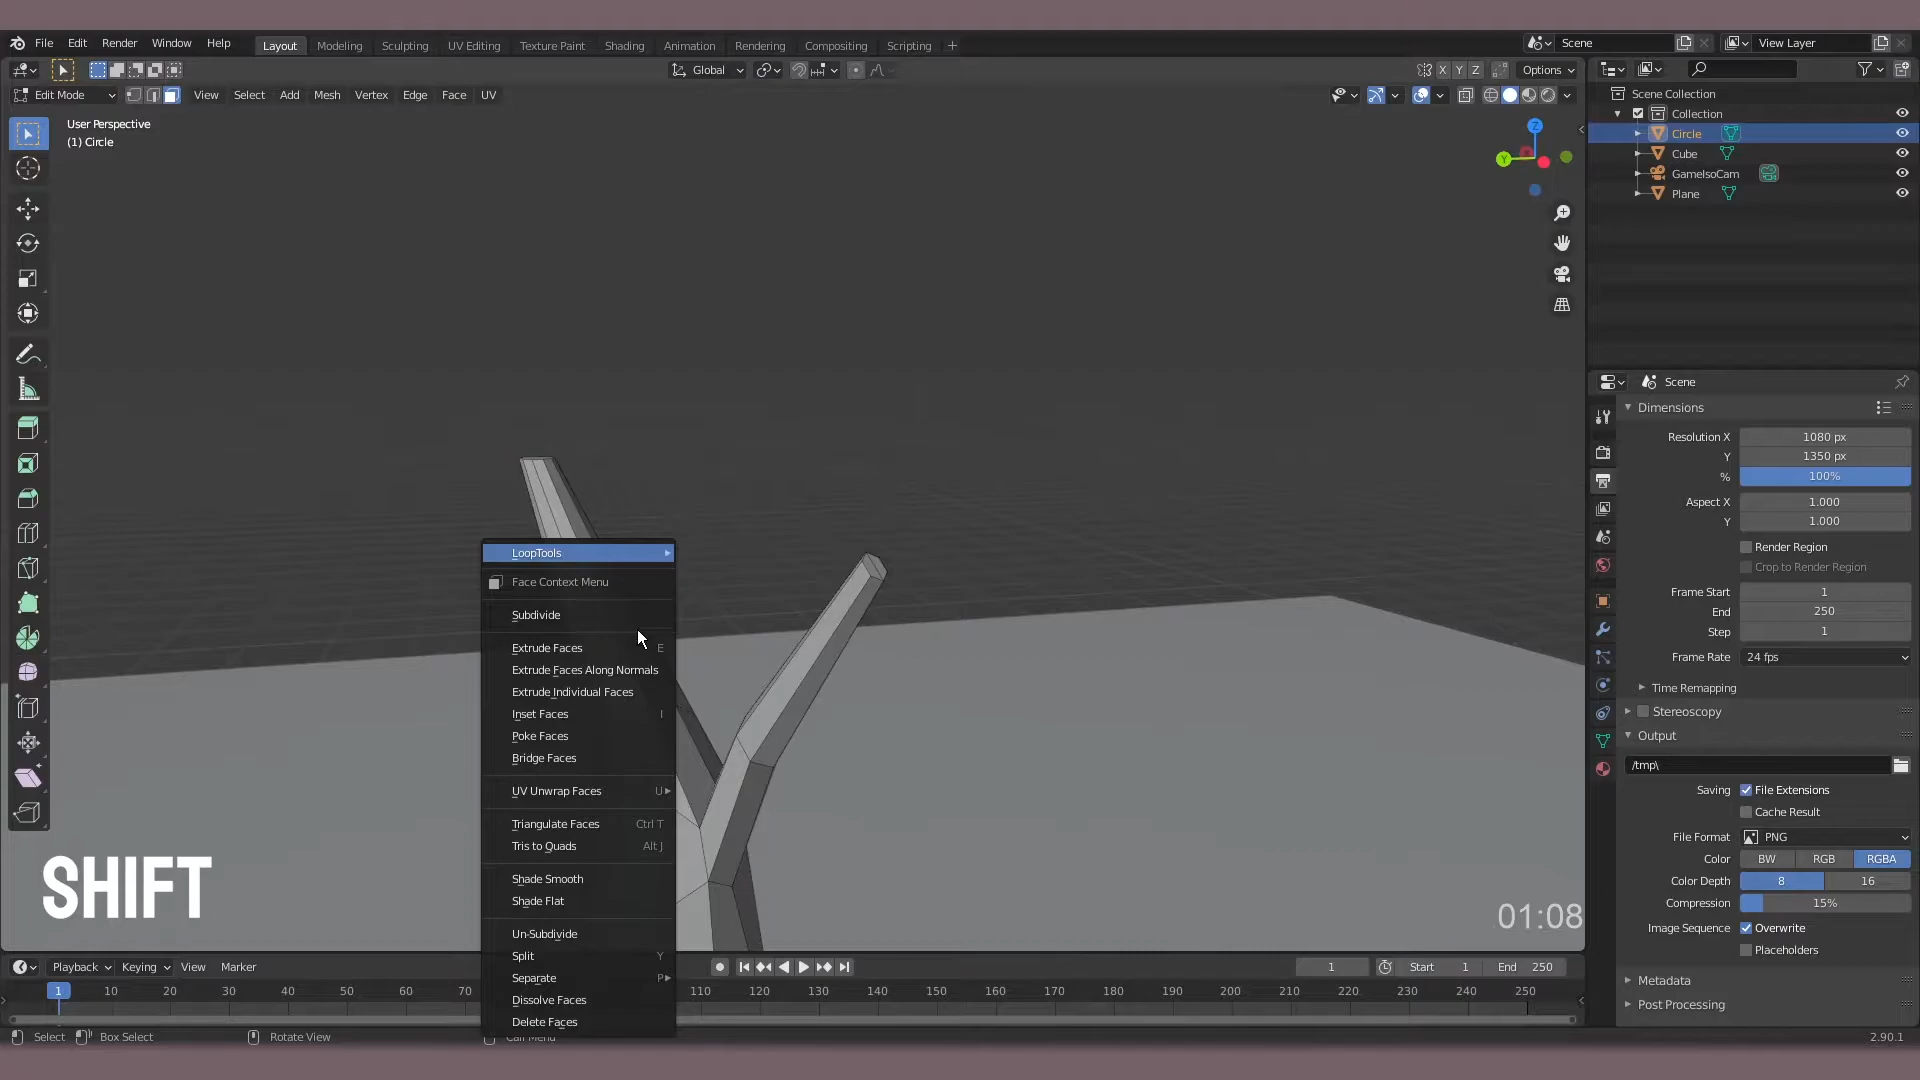 File Edit Render Window Help Layout Modeling Sculpting UV Editing Texture Paint Shading Animation Rendering Compositing Scripting + Scene View Layer
Global X Y Z Options
Edit Mode View Select Add Mesh Vertex Edge Face UV
User Perspective
(1) Circle
Z
Y
Scene Collection
Collection
Circle
Cube
GameIsoCam
Plane
LoopTools
Face Context Menu
Subdivide
Extrude Faces E
Extrude Faces Along Normals
Extrude Individual Faces
Inset Faces I
Poke Faces
Bridge Faces
UV Unwrap Faces U
Triangulate Faces Ctrl T
Tris to Quads Alt J
Shade Smooth
Shade Flat
Un-Subdivide
Split Y
Separate P
Dissolve Faces
Delete Faces
SHIFT
01:08
Scene
Dimensions
Resolution X 1080 px
Y 1350 px
% 100%
Aspect X 1.000
Y 1.000
Render Region
Crop to Render Region
Frame Start 1
End 250
Step 1
Frame Rate 24 fps
Time Remapping
Stereoscopy
Output
/tmp\
Saving File Extensions
Cache Result
File Format PNG
Color BW RGB RGBA
Color Depth 8 16
Compression 15%
Image Sequence Overwrite
Placeholders
Metadata
Post Processing
Playback Keying View Marker 1 Start 1 End 250
1 10 20 30 40 50 60 70 110 120 130 140 150 160 170 180 190 200 210 220 230 240 250
Select Box Select Rotate View Call Menu 2.90.1